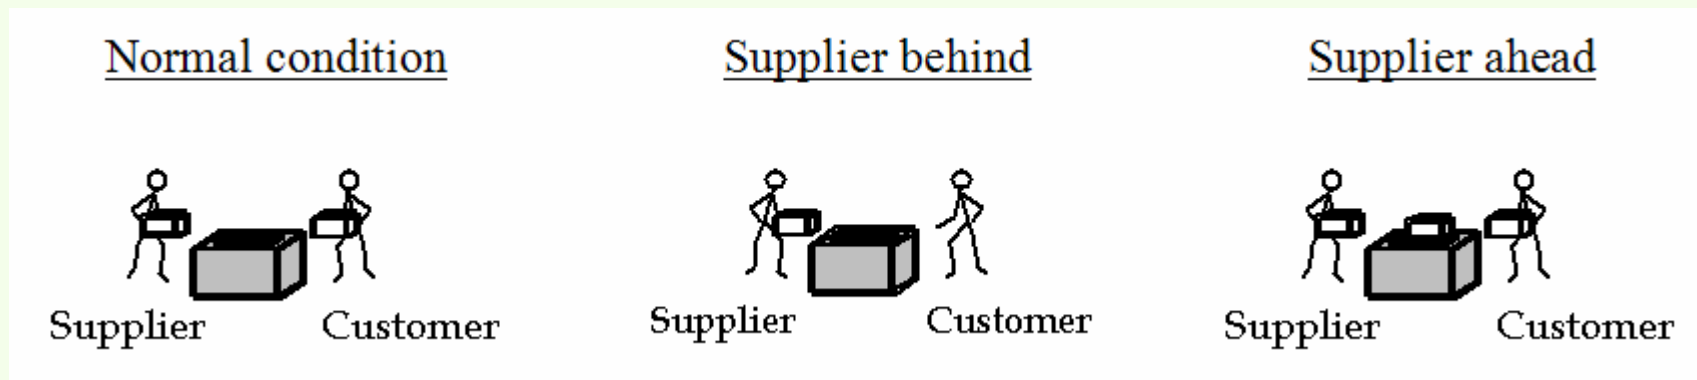 Normal condition
Supplier behind
Supplier ahead
Supplier
Customer
Supplier
Customer
Supplier
Customer